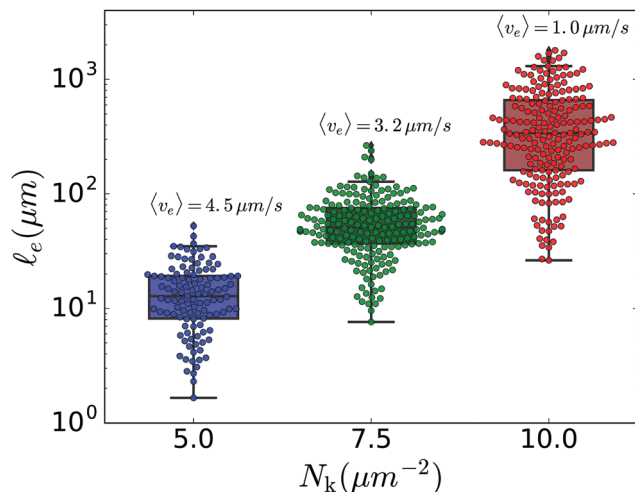 ⟨v_e⟩ = 1.0 μm/s
10^3
⟨v_e⟩ = 3.2 μm/s
10^2
⟨v_e⟩ = 4.5 μm/s
ℓ_e(μm)
10^1
10^0
5.0 7.5 10.0
N_k(μm^{-2})